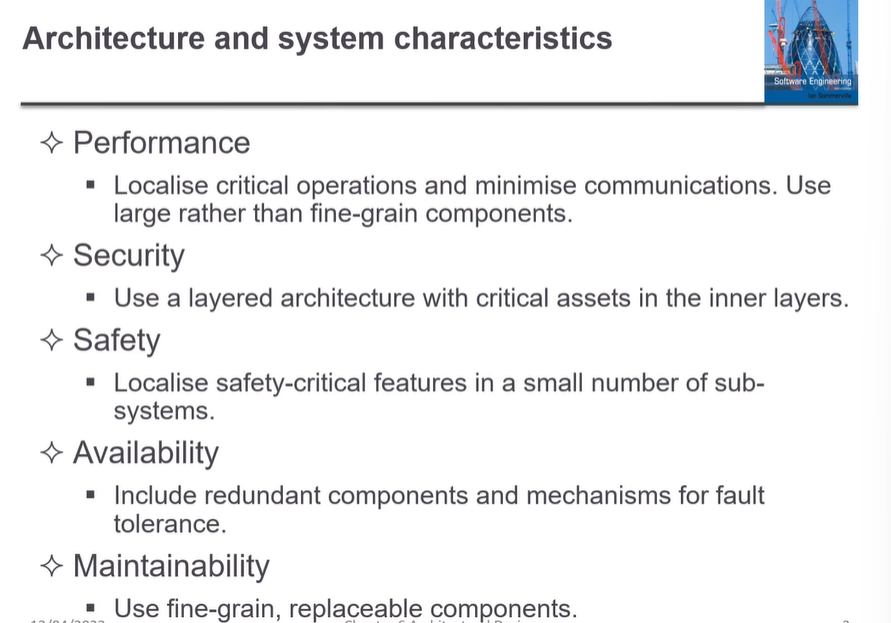 Architecture and system characteristics
Software Engineering
Ian Sommerville
✧ Performance
▪ Localise critical operations and minimise communications. Use
large rather than fine-grain components.
✧ Security
▪ Use a layered architecture with critical assets in the inner layers.
✧ Safety
▪ Localise safety-critical features in a small number of sub-
systems.
✧ Availability
▪ Include redundant components and mechanisms for fault
tolerance.
✧ Maintainability
▪ Use fine-grain, replaceable components.